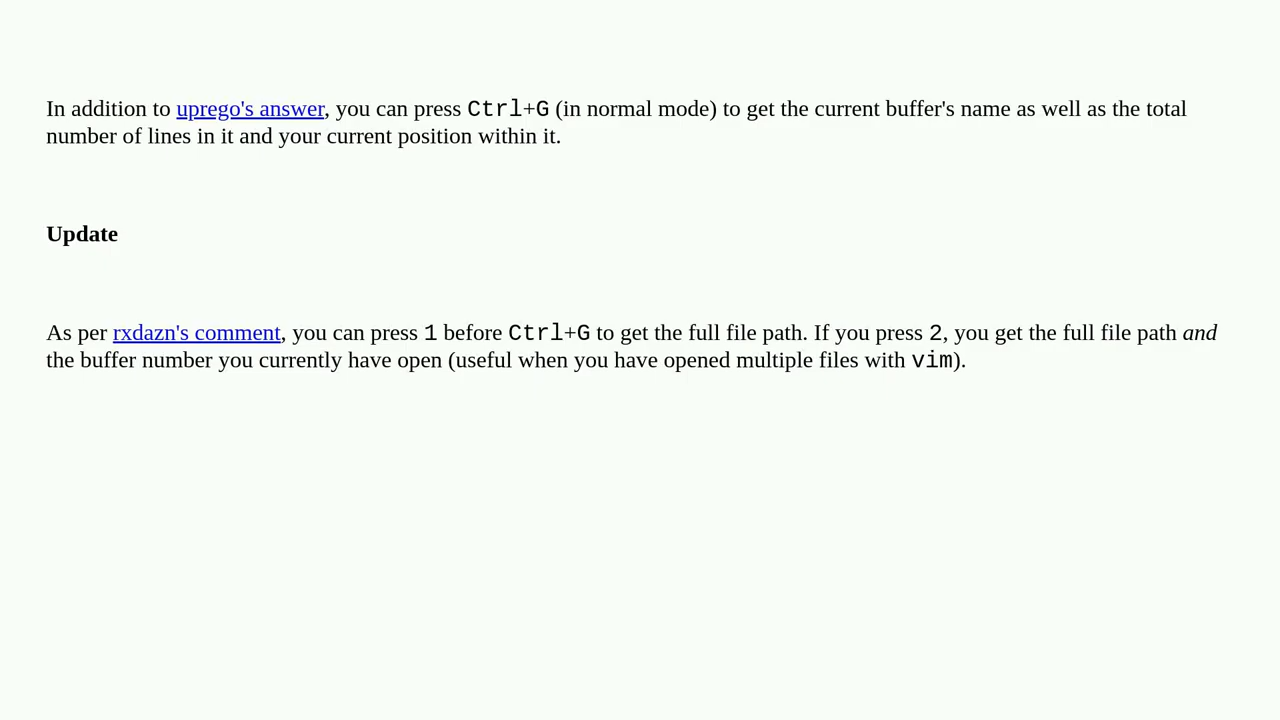 In addition to uprego's answer, you can press Ctrl+G (in normal mode) to get the current buffer's name as well as the total
number of lines in it and your current position within it.
Update
As per rxdazn's comment, you can press 1 before Ctrl+G to get the full file path. If you press 2, you get the full file path and
the buffer number you currently have open (useful when you have opened multiple files with vim).